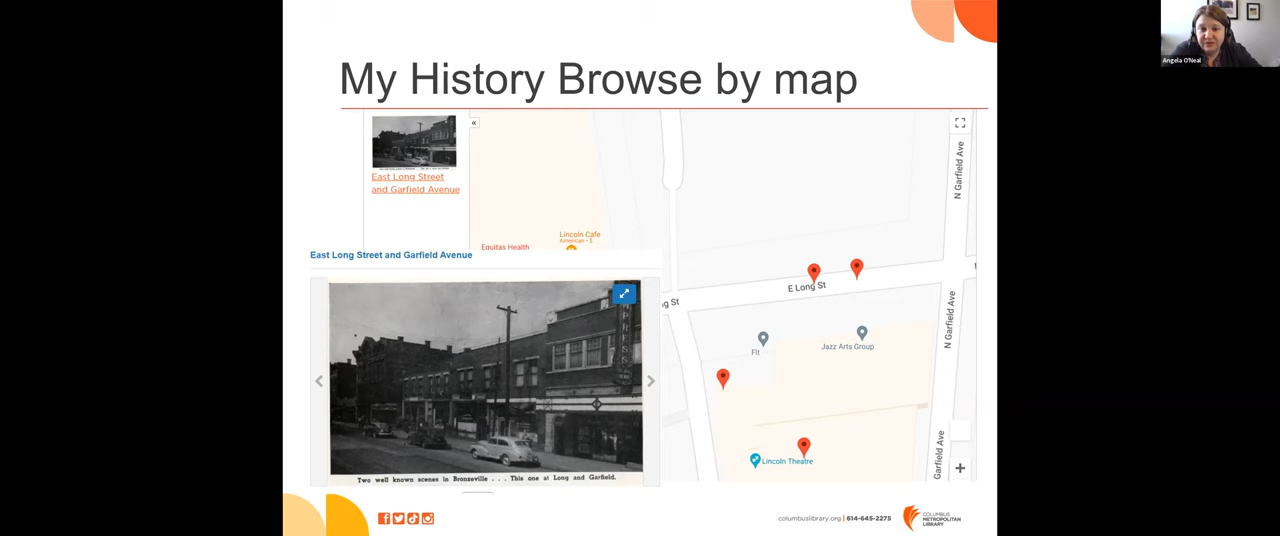 My History Browse by map
Angela O'Neal
«
East Long Street
and Garfield Avenue
N Garfield Ave
Lincoln Cafe
American • $
Equitas Health
East Long Street and Garfield Avenue
E Long St
ng St
N Garfield Ave
Flt
Jazz Arts Group
Lincoln Theatre
Garfield Ave
Two well known scenes in Bronzeville . . . This one at Long and Garfield.
columbuslibrary.org | 614-645-2275
COLUMBUS
METROPOLITAN
LIBRARY